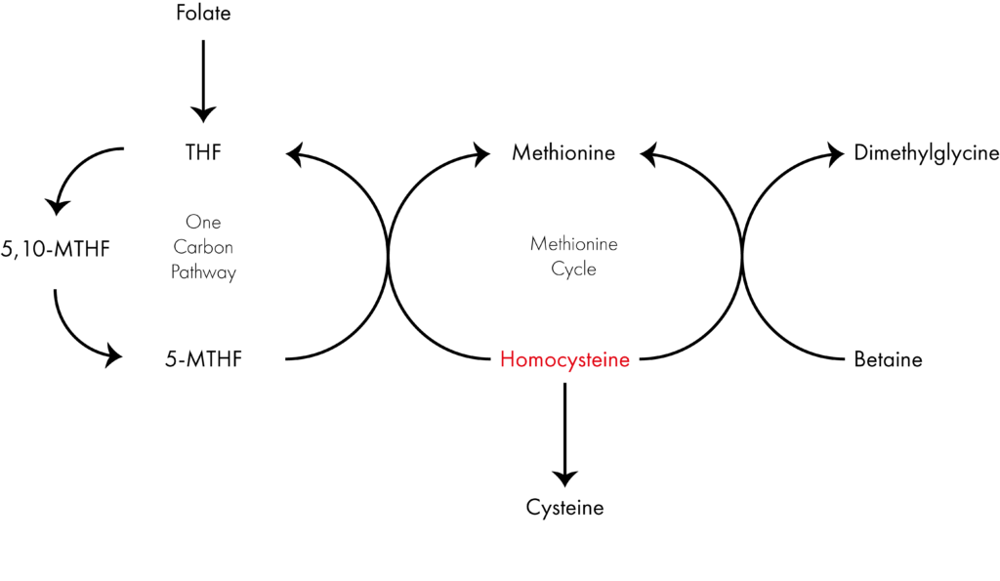 Folate
THF
Methionine
Dimethylglycine
One
Carbon
Pathway
5,10-MTHF
Methionine
Cycle
5-MTHF
Homocysteine
Betaine
Cysteine